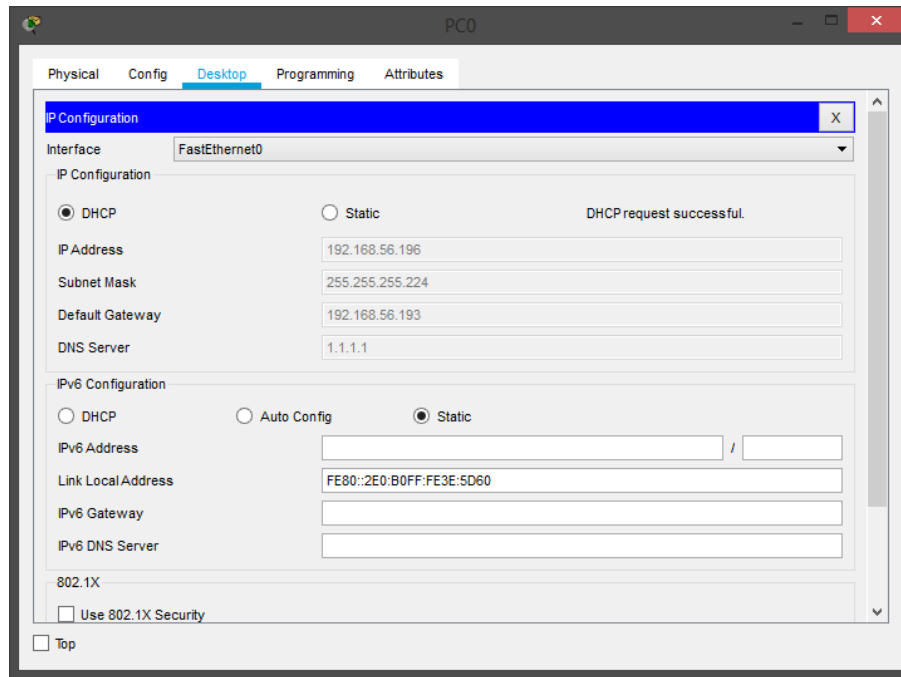 PC0
Physical Config Desktop Programming Attributes
IP Configuration X
Interface FastEthernet0
IP Configuration
DHCP Static DHCP request successful.
IP Address 192.168.56.196
Subnet Mask 255.255.255.224
Default Gateway 192.168.56.193
DNS Server 1.1.1.1
IPv6 Configuration
DHCP Auto Config Static
IPv6 Address /
Link Local Address FE80::2E0:B0FF:FE3E:5D60
IPv6 Gateway
IPv6 DNS Server
802.1X
Use 802.1X Security
Top